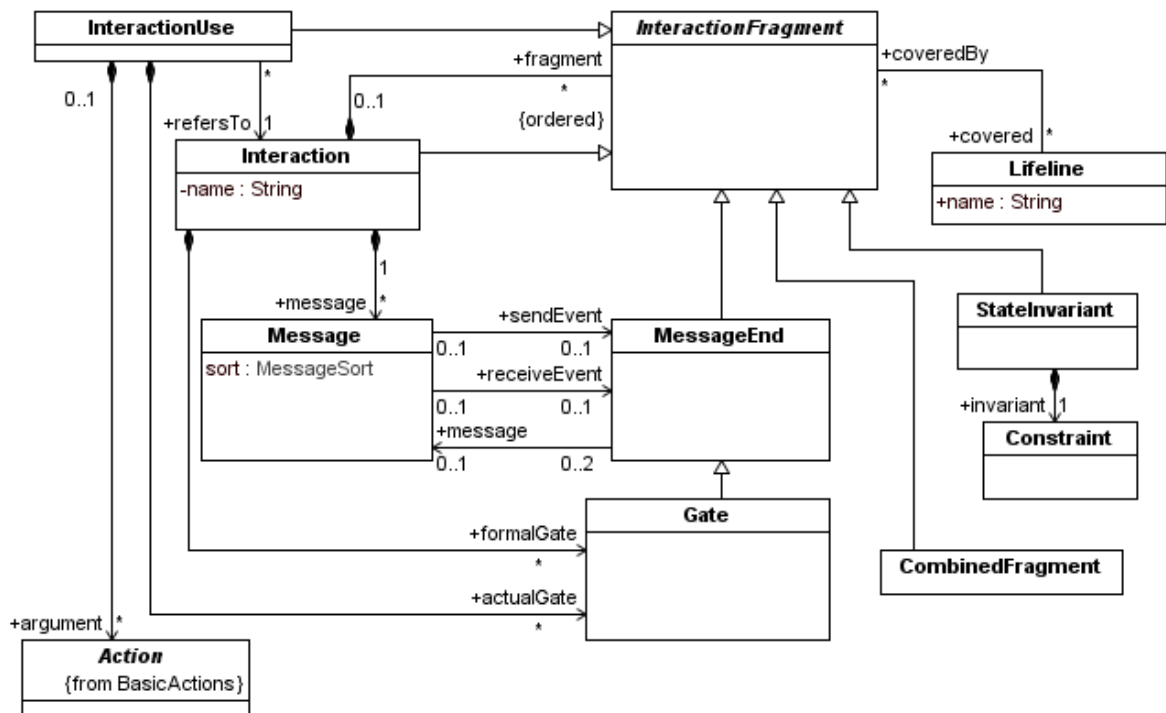 InteractionUse
InteractionFragment
+fragment
*
0..1
{ordered}
+coveredBy
*
0..1
*
+refersTo
1
+covered
*
Interaction
-name : String
Lifeline
+name : String
1
+message
*
Message
sort : MessageSort
+sendEvent
0..1
0..1
+receiveEvent
0..1
0..1
+message
0..1
0..2
MessageEnd
StateInvariant
+invariant
1
Constraint
Gate
+formalGate
*
CombinedFragment
+actualGate
*
+argument
*
Action
{from BasicActions}